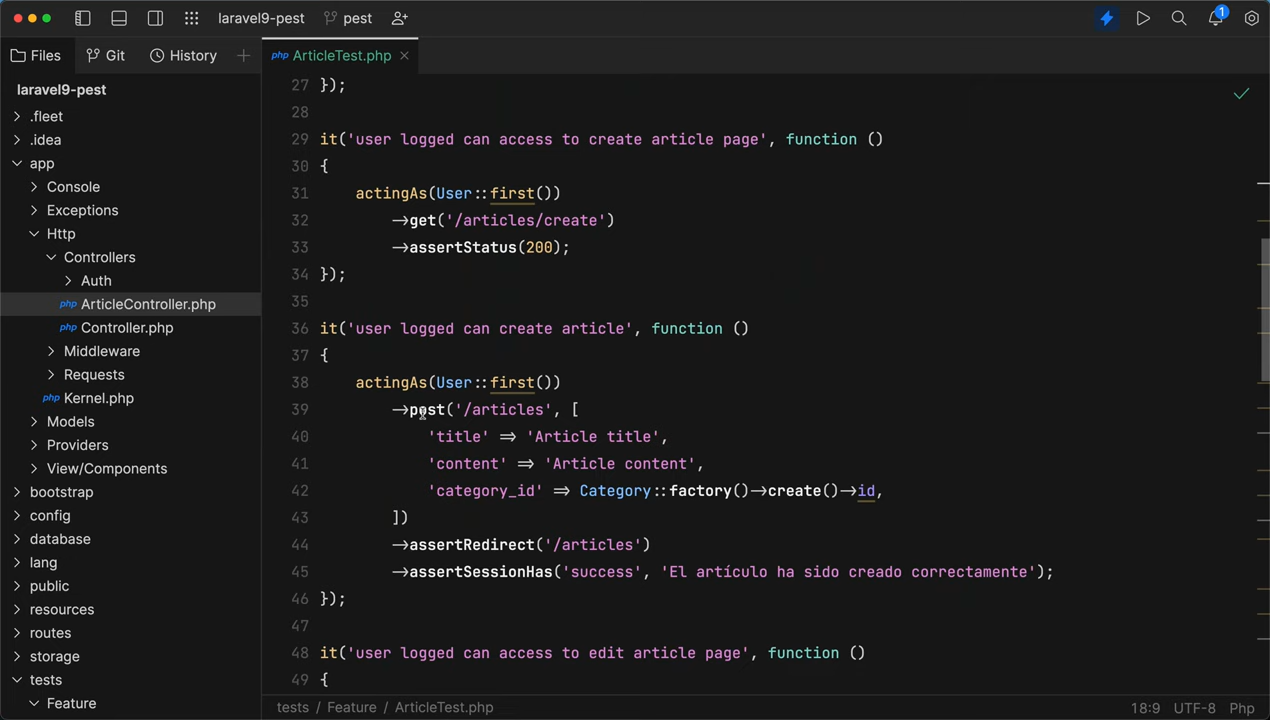 laravel9-pest pest 1
Files Git History php ArticleTest.php
laravel9-pest
.fleet
.idea
app
Console
Exceptions
Http
Controllers
Auth
php ArticleController.php
php Controller.php
Middleware
Requests
php Kernel.php
Models
Providers
View/Components
bootstrap
config
database
lang
public
resources
routes
storage
tests
Feature
27 });
28
29 it('user logged can access to create article page', function ()
30 {
31     actingAs(User::first())
32         ->get('/articles/create')
33         ->assertStatus(200);
34 });
35
36 it('user logged can create article', function ()
37 {
38     actingAs(User::first())
39         ->post('/articles', [
40             'title' => 'Article title',
41             'content' => 'Article content',
42             'category_id' => Category::factory()->create()->id,
43         ])
44         ->assertRedirect('/articles')
45         ->assertSessionHas('success', 'El artículo ha sido creado correctamente');
46 });
47
48 it('user logged can access to edit article page', function ()
49 {
tests / Feature / ArticleTest.php 18:9 UTF-8 Php